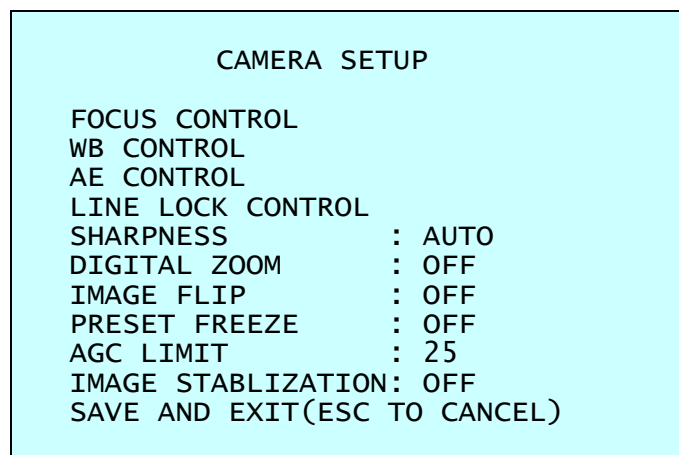 CAMERA SETUP
FOCUS CONTROL
WB CONTROL
AE CONTROL
LINE LOCK CONTROL
SHARPNESS : AUTO
DIGITAL ZOOM : OFF
IMAGE FLIP : OFF
PRESET FREEZE : OFF
AGC LIMIT : 25
IMAGE STABLIZATION: OFF
SAVE AND EXIT(ESC TO CANCEL)